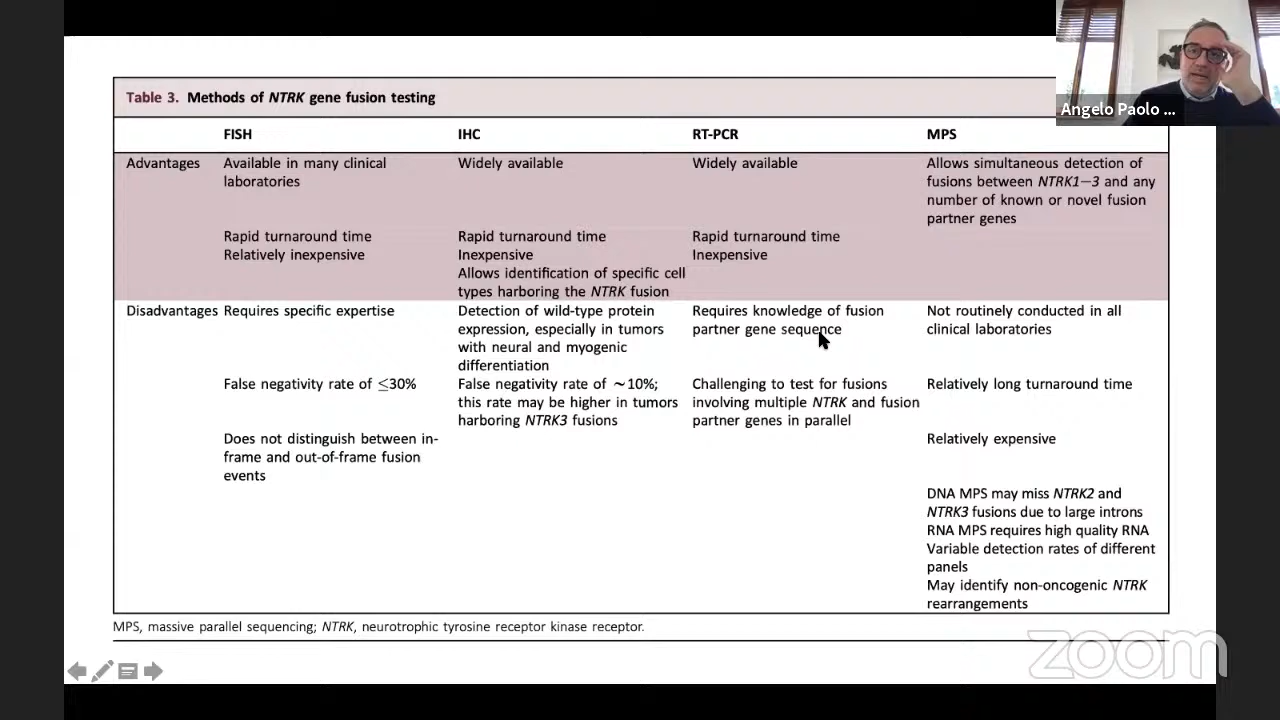 Angelo Paolo ...
Table 3. Methods of NTRK gene fusion testing
FISH IHC RT-PCR MPS
Advantages
Available in many clinical
laboratories
Rapid turnaround time
Relatively inexpensive
Widely available
Rapid turnaround time
Inexpensive
Allows identification of specific cell
types harboring the NTRK fusion
Widely available
Rapid turnaround time
Inexpensive
Allows simultaneous detection of
fusions between NTRK1−3 and any
number of known or novel fusion
partner genes
Disadvantages
Requires specific expertise
False negativity rate of ≤30%
Does not distinguish between in-
frame and out-of-frame fusion
events
Detection of wild-type protein
expression, especially in tumors
with neural and myogenic
differentiation
False negativity rate of ∼10%;
this rate may be higher in tumors
harboring NTRK3 fusions
Requires knowledge of fusion
partner gene sequence
Challenging to test for fusions
involving multiple NTRK and fusion
partner genes in parallel
Not routinely conducted in all
clinical laboratories
Relatively long turnaround time
Relatively expensive
DNA MPS may miss NTRK2 and
NTRK3 fusions due to large introns
RNA MPS requires high quality RNA
Variable detection rates of different
panels
May identify non-oncogenic NTRK
rearrangements
MPS, massive parallel sequencing; NTRK, neurotrophic tyrosine receptor kinase receptor.
zoom